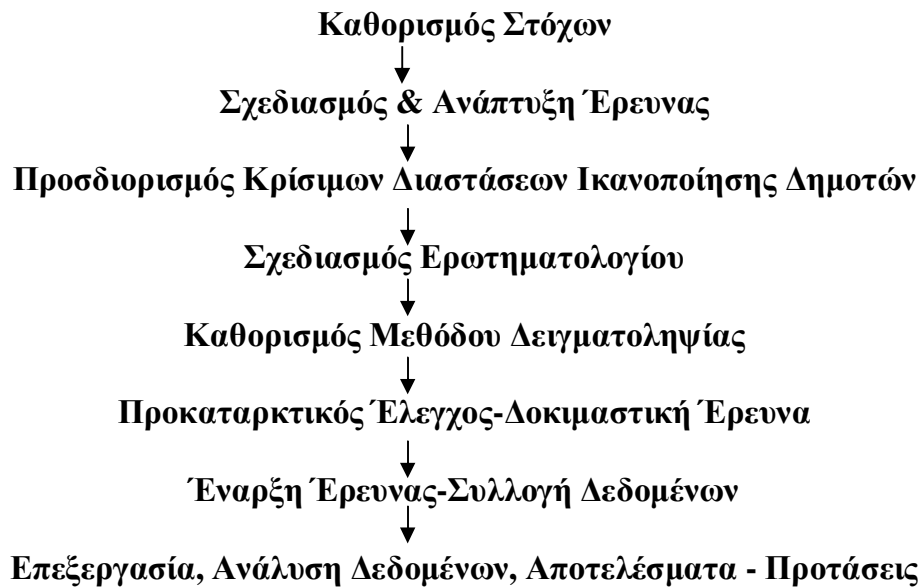 Καθορισμός Στόχων
Σχεδιασμός & Ανάπτυξη Έρευνας
Προσδιορισμός Κρίσιμων Διαστάσεων Ικανοποίησης Δημοτών
Σχεδιασμός Ερωτηματολογίου
Καθορισμός Μεθόδου Δειγματοληψίας
Προκαταρκτικός Έλεγχος-Δοκιμαστική Έρευνα
Έναρξη Έρευνας-Συλλογή Δεδομένων
Επεξεργασία, Ανάλυση Δεδομένων, Αποτελέσματα - Προτάσεις